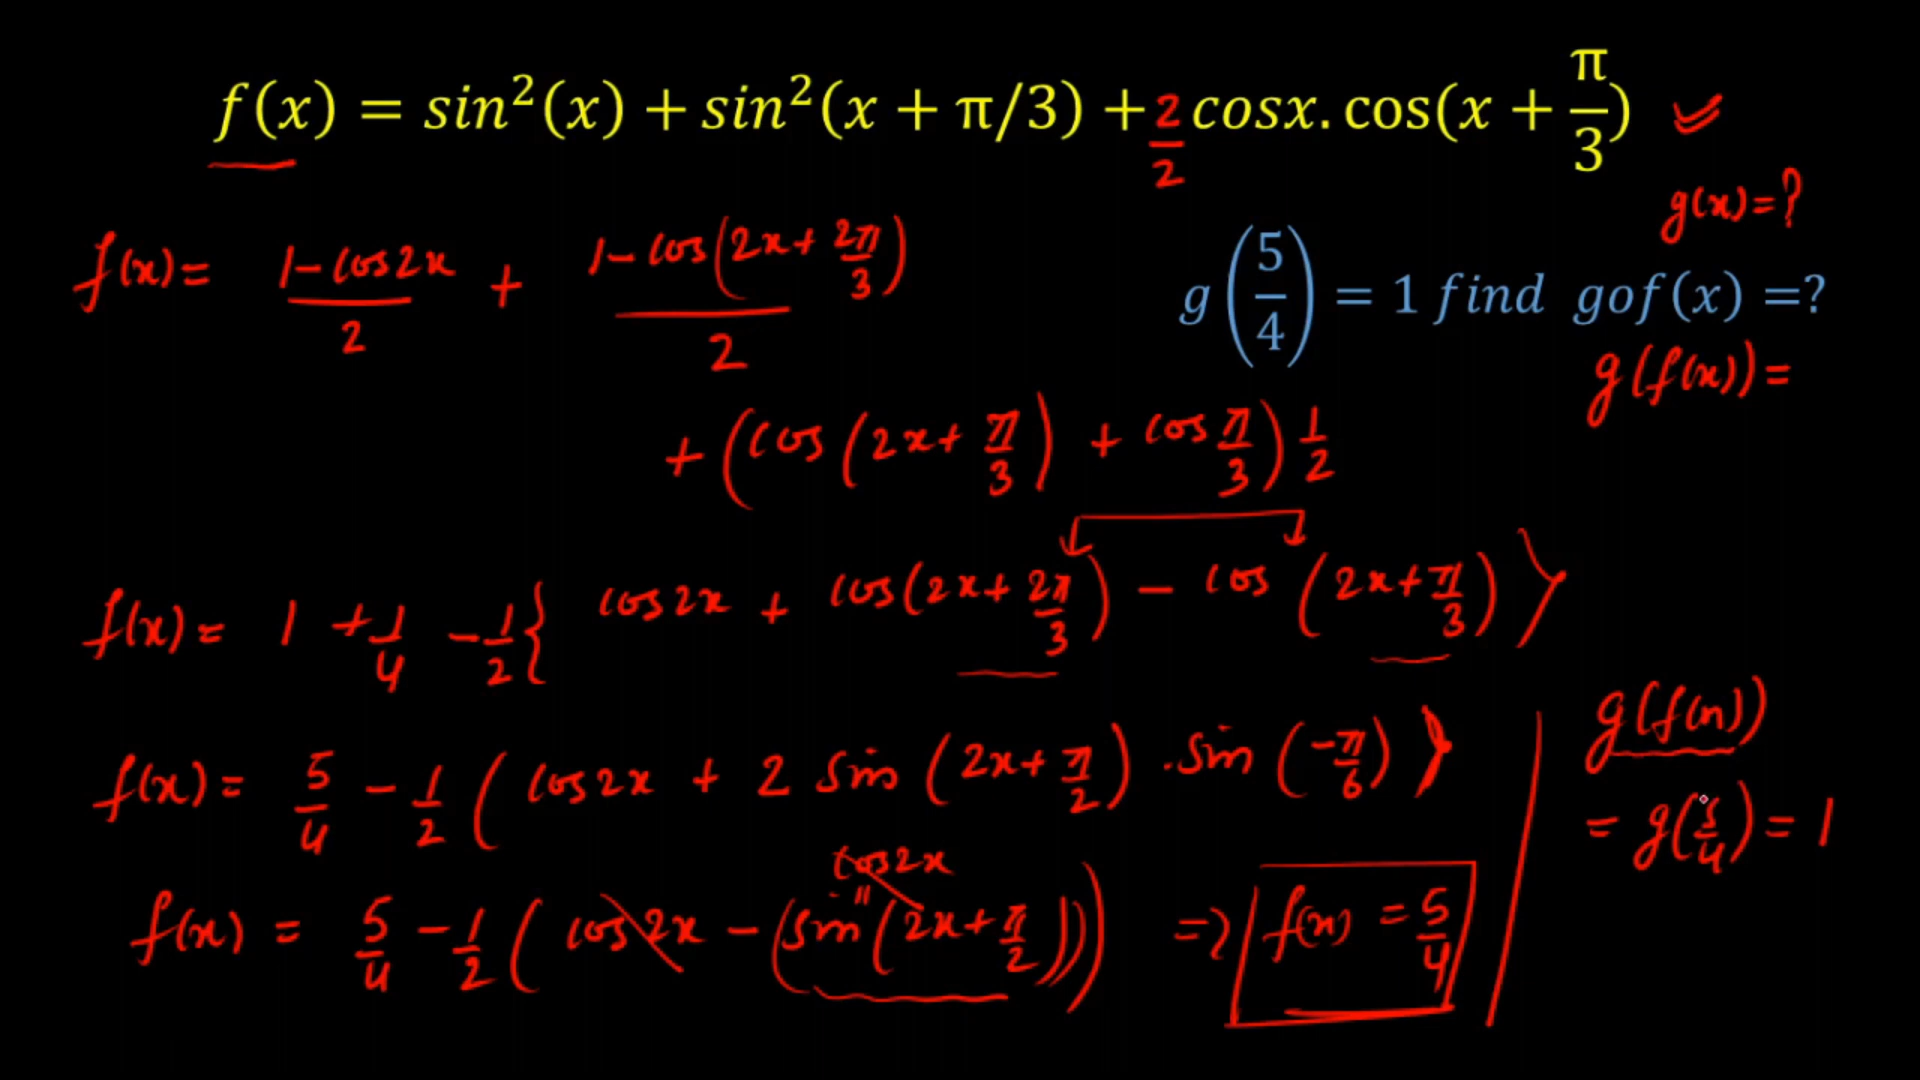 f(x) = sin²(x) + sin²(x + π/3) + 2/2 cosx. cos(x + π/3)
g(x) = ?
f(x) = (1 - cos2x)/2 + (1 - cos(2x + 2π/3))/2
g(5/4) = 1 find gof(x) =?
g(f(x)) =
+ (cos(2x + π/3) + cos π/3) 1/2
f(x) = 1 + 1/4 - 1/2 { cos2x + cos(2x + 2π/3) - cos(2x + π/3) }
f(x) = 5/4 - 1/2 ( cos2x + 2 sin(2x + π/2) . sin(-π/6) )
g(f(x))
= g(5/4) = 1
cos2x
"
f(x) = 5/4 - 1/2 ( cos2x - (sin(2x + π/2))) => f(x) = 5/4